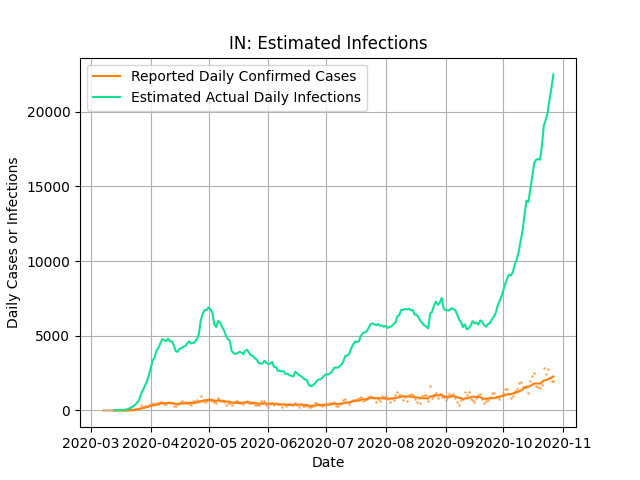 IN: Estimated Infections
Reported Daily Confirmed Cases
Estimated Actual Daily Infections
Daily Cases or Infections
20000
15000
10000
5000
0
2020-03 2020-04 2020-05 2020-06 2020-07 2020-08 2020-09 2020-10 2020-11
Date